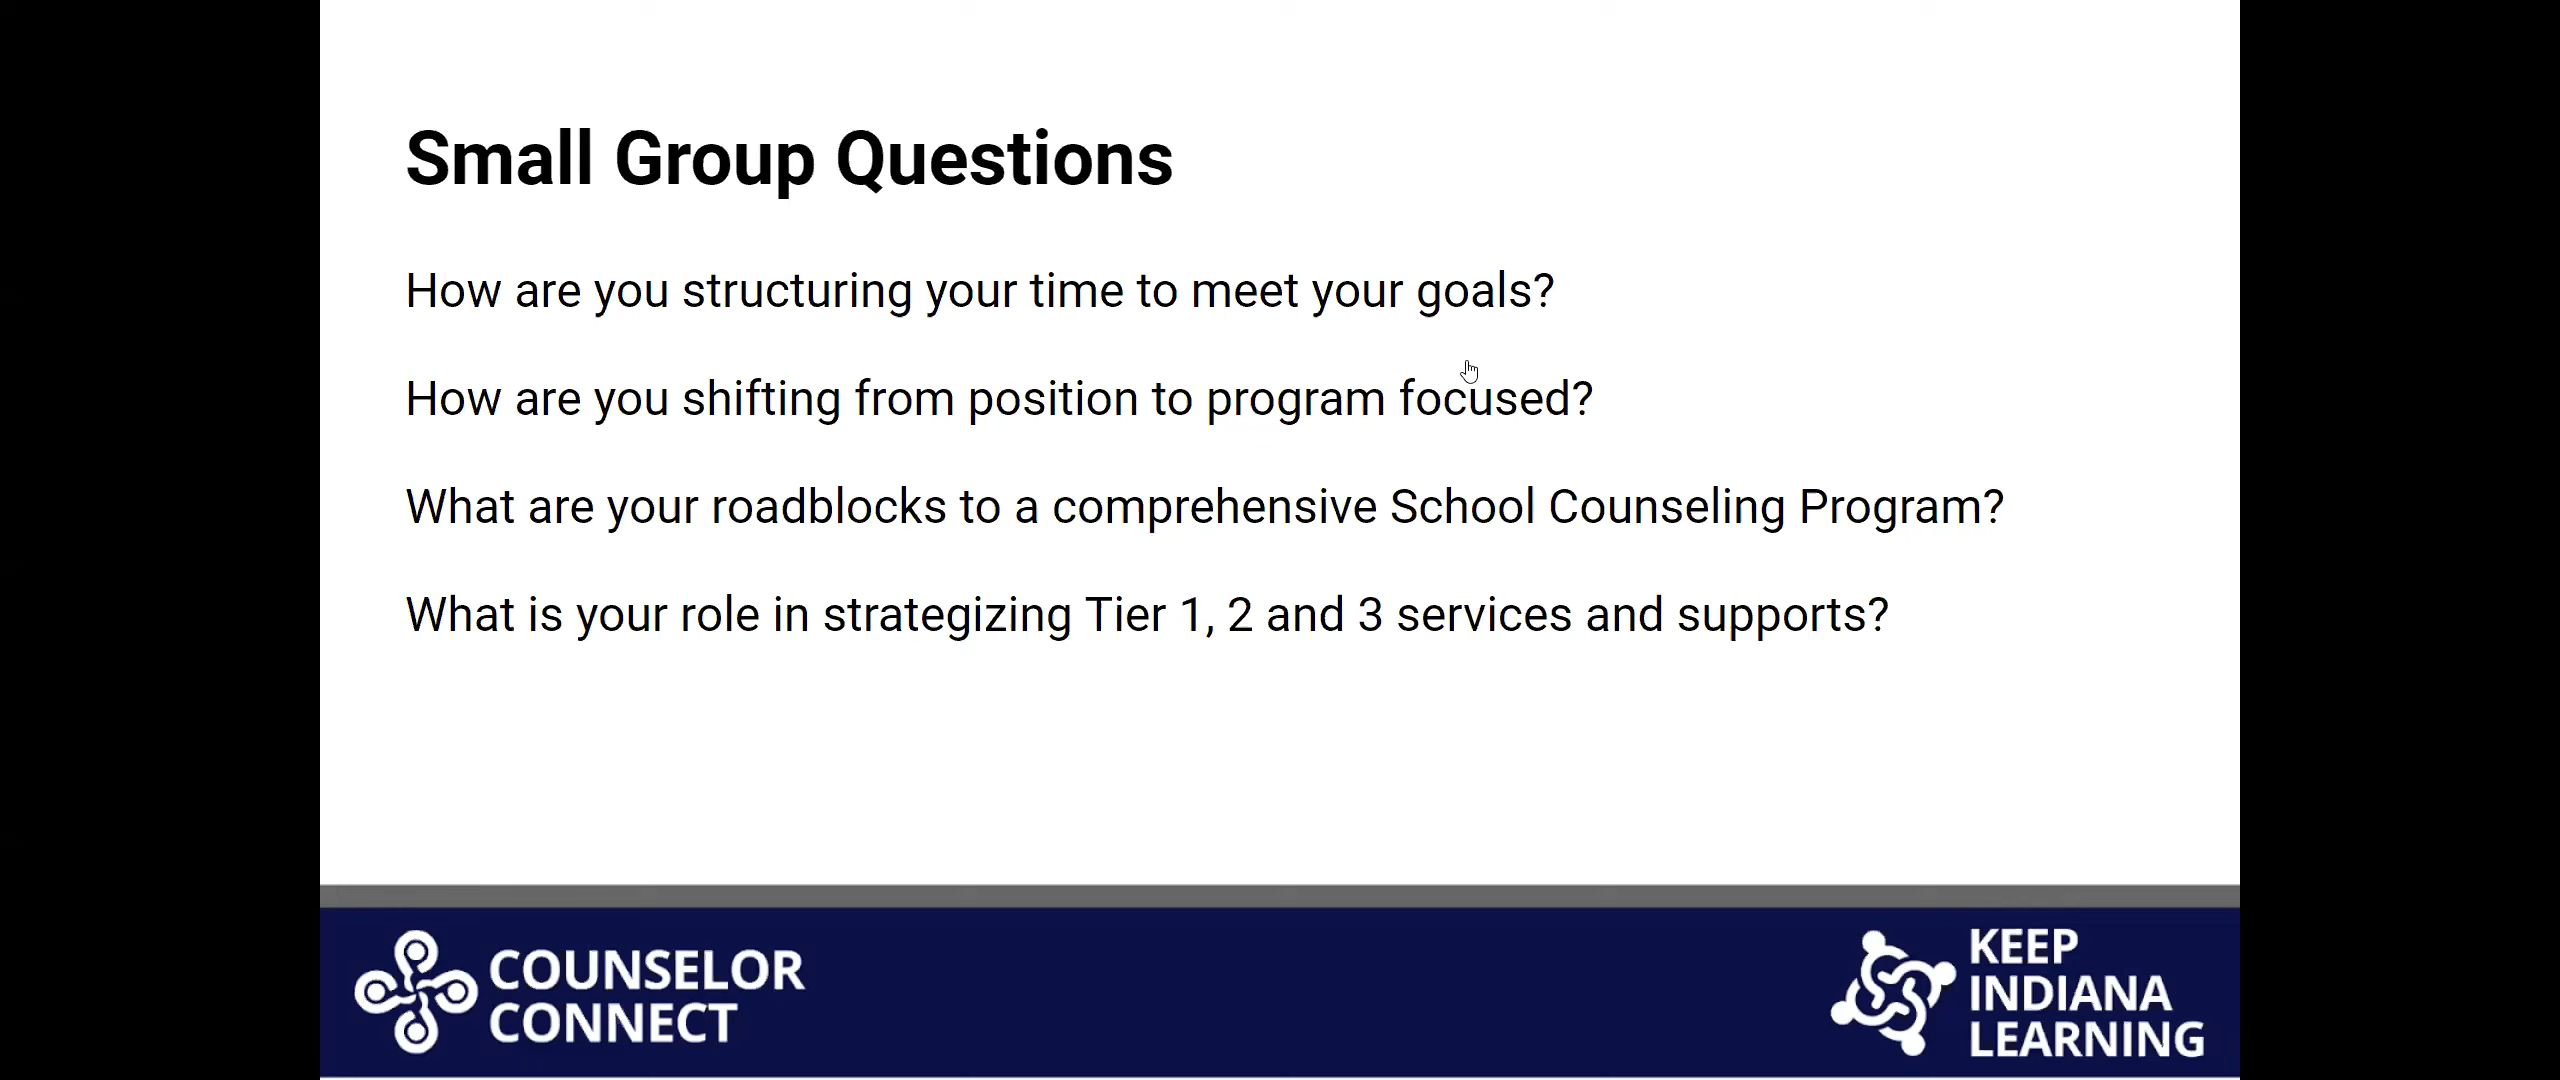 Small Group Questions
How are you structuring your time to meet your goals?
How are you shifting from position to program focused?
What are your roadblocks to a comprehensive School Counseling Program?
What is your role in strategizing Tier 1, 2 and 3 services and supports?
COUNSELOR
CONNECT
KEEP
INDIANA
LEARNING